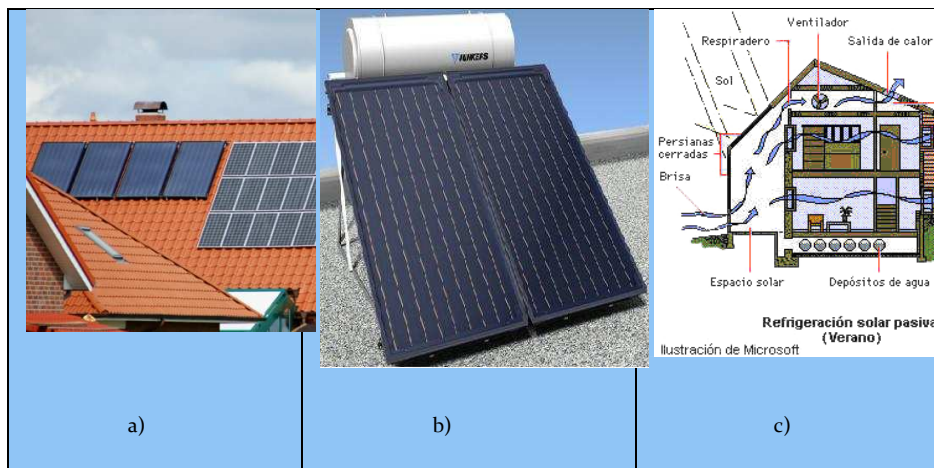 JUNKERS
Ventilador
Respiradero
Salida de calor
Sol
Persianas
cerradas
Brisa
Espacio solar
Depósitos de agua
Refrigeración solar pasiva
(Verano)
Ilustración de Microsoft
a)
b)
c)